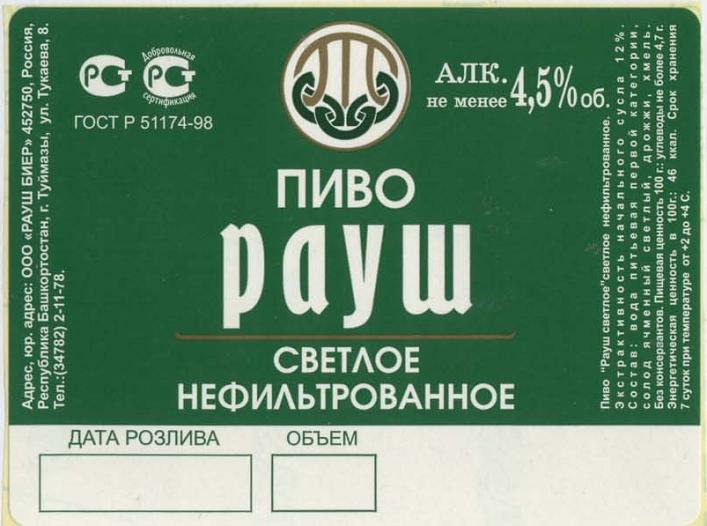 Адрес, юр. адрес: ООО «РАУШ БИЕР» 452750, Россия,
Республика Башкортостан, г. Туймазы, ул. Тукаева, 8.
Тел.:(34782) 2-11-78.
РСТ
Добровольная
РСТ
сертификация
ГОСТ Р 51174-98
АЛК.
не менее 4,5% об.
ПИВО
рауш
СВЕТЛОЕ
НЕФИЛЬТРОВАННОЕ
Пиво "Рауш светлое"светлое нефильтрованное.
Экстрактивность начального сусла 12%.
Состав: вода питьевая первой категории,
солод ячменный светлый, дрожжи, хмель.
Без консервантов. Пищевая ценность 100 г.: углеводы не более 4,7 г.
Энергетическая ценность в 100г.: 46 ккал. Срок хранения
7 суток при температуре от +2 до +4 С.
ДАТА РОЗЛИВА
ОБЪЕМ